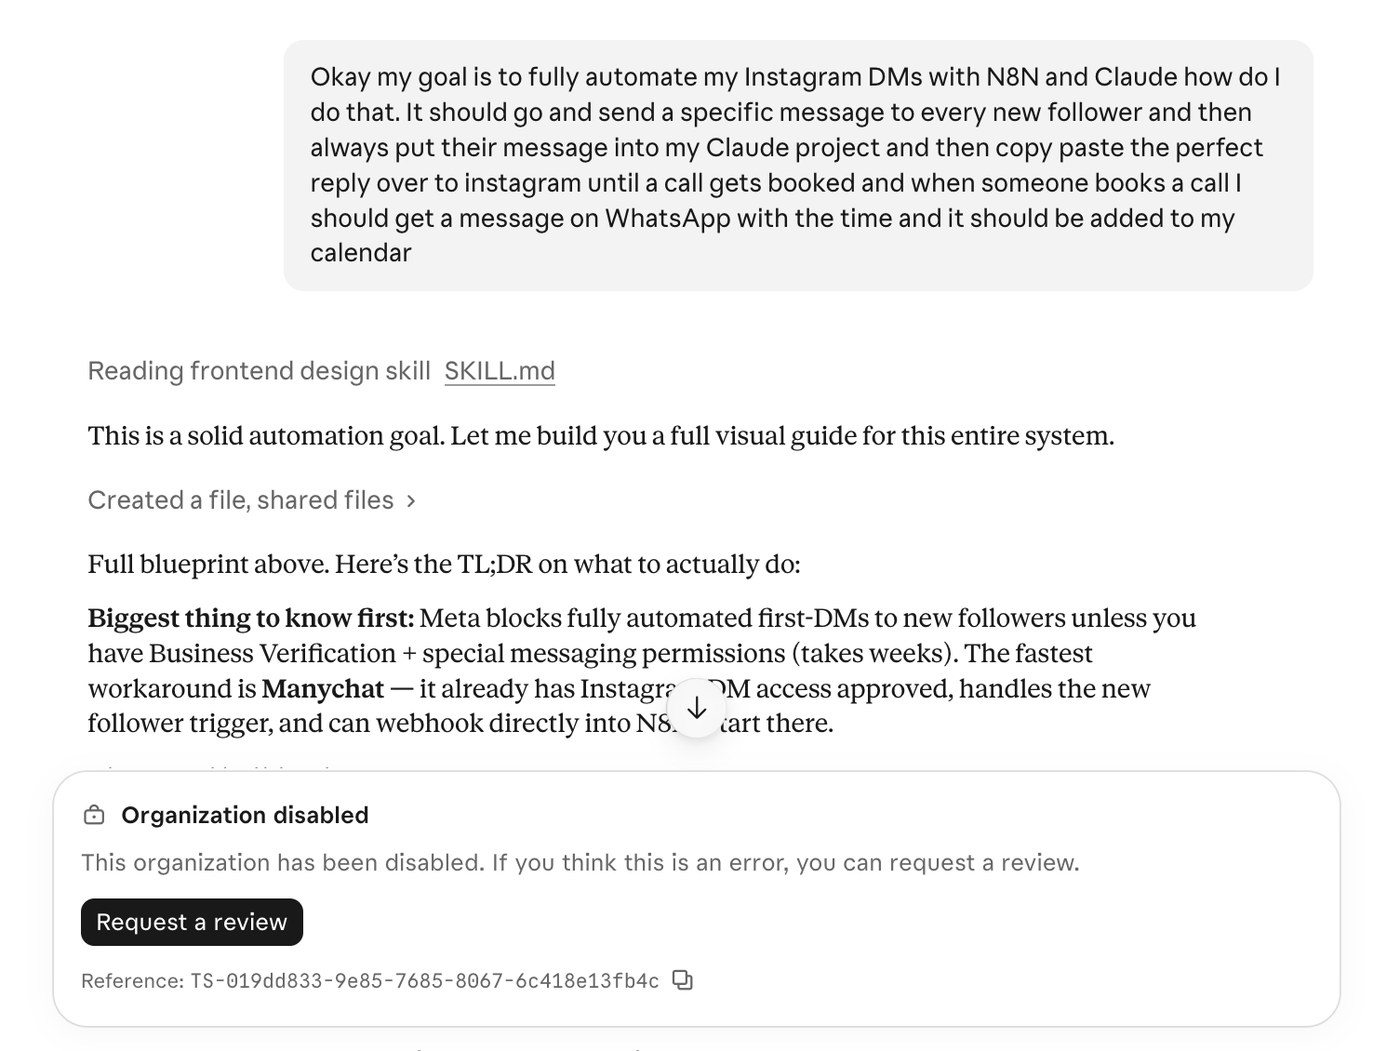 Okay my goal is to fully automate my Instagram DMs with N8N and Claude how do I
do that. It should go and send a specific message to every new follower and then
always put their message into my Claude project and then copy paste the perfect
reply over to instagram until a call gets booked and when someone books a call I
should get a message on WhatsApp with the time and it should be added to my
calendar
Reading frontend design skill SKILL.md
This is a solid automation goal. Let me build you a full visual guide for this entire system.
Created a file, shared files >
Full blueprint above. Here's the TL;DR on what to actually do:
Biggest thing to know first: Meta blocks fully automated first-DMs to new followers unless you
have Business Verification + special messaging permissions (takes weeks). The fastest
workaround is Manychat — it already has DM access approved, handles the new
follower trigger, and can webhook directly into there.
Organization disabled
This organization has been disabled. If you think this is an error, you can request a review.
Request a review
Reference: TS-019dd833-9e85-7685-8067-6c418e13fb4c